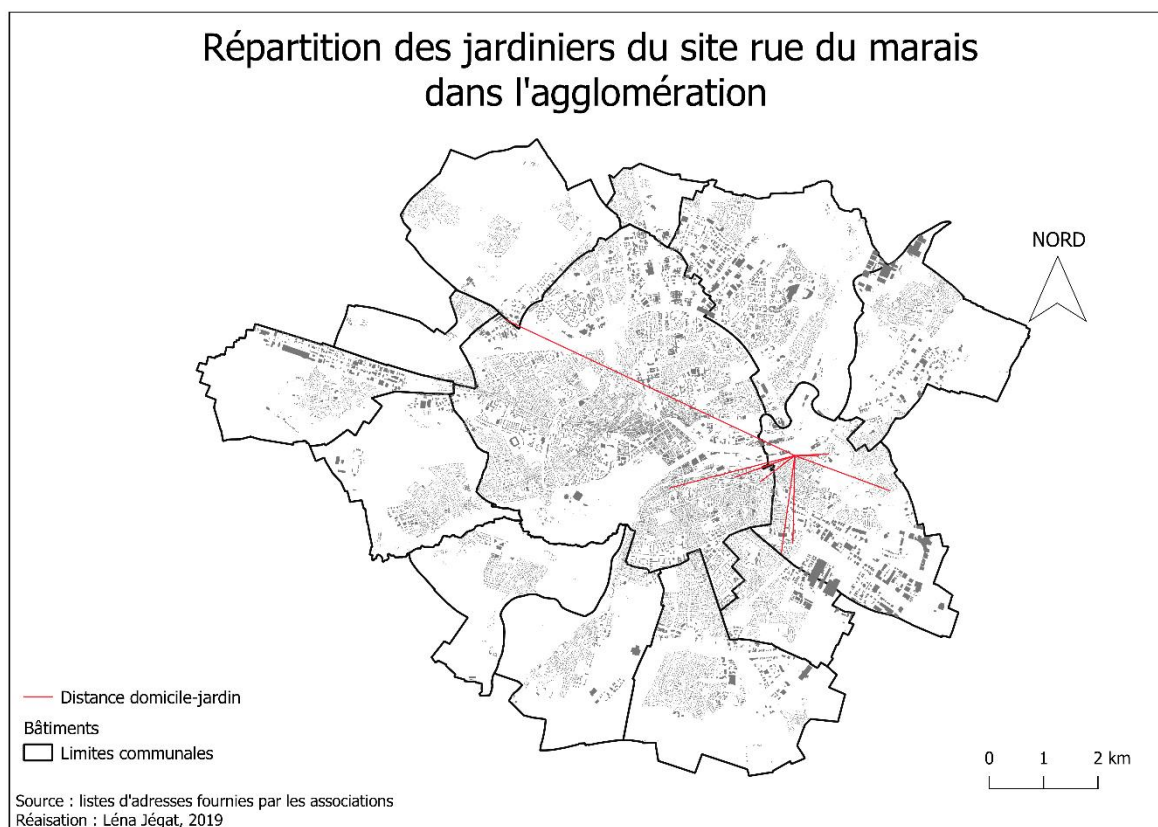 Répartition des jardiniers du site rue du marais
dans l'agglomération
NORD
Distance domicile-jardin
Bâtiments
Limites communales
0 1 2 km
Source : listes d'adresses fournies par les associations
Réaisation : Léna Jégat, 2019